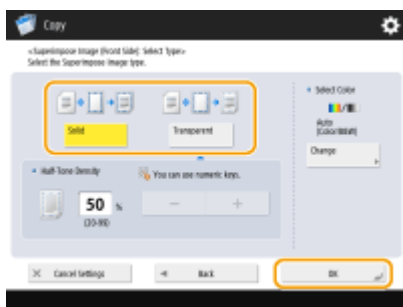 Copy
<Superimpose Image (Front Side): Select Type>
Select the Superimpose Image type.
Solid
Transparent
Select Color
Auto
(Color/B&W)
Change
Half-Tone Density
You can use numeric keys.
50 %
(20-99)
− +
× Cancel Settings
Back
OK